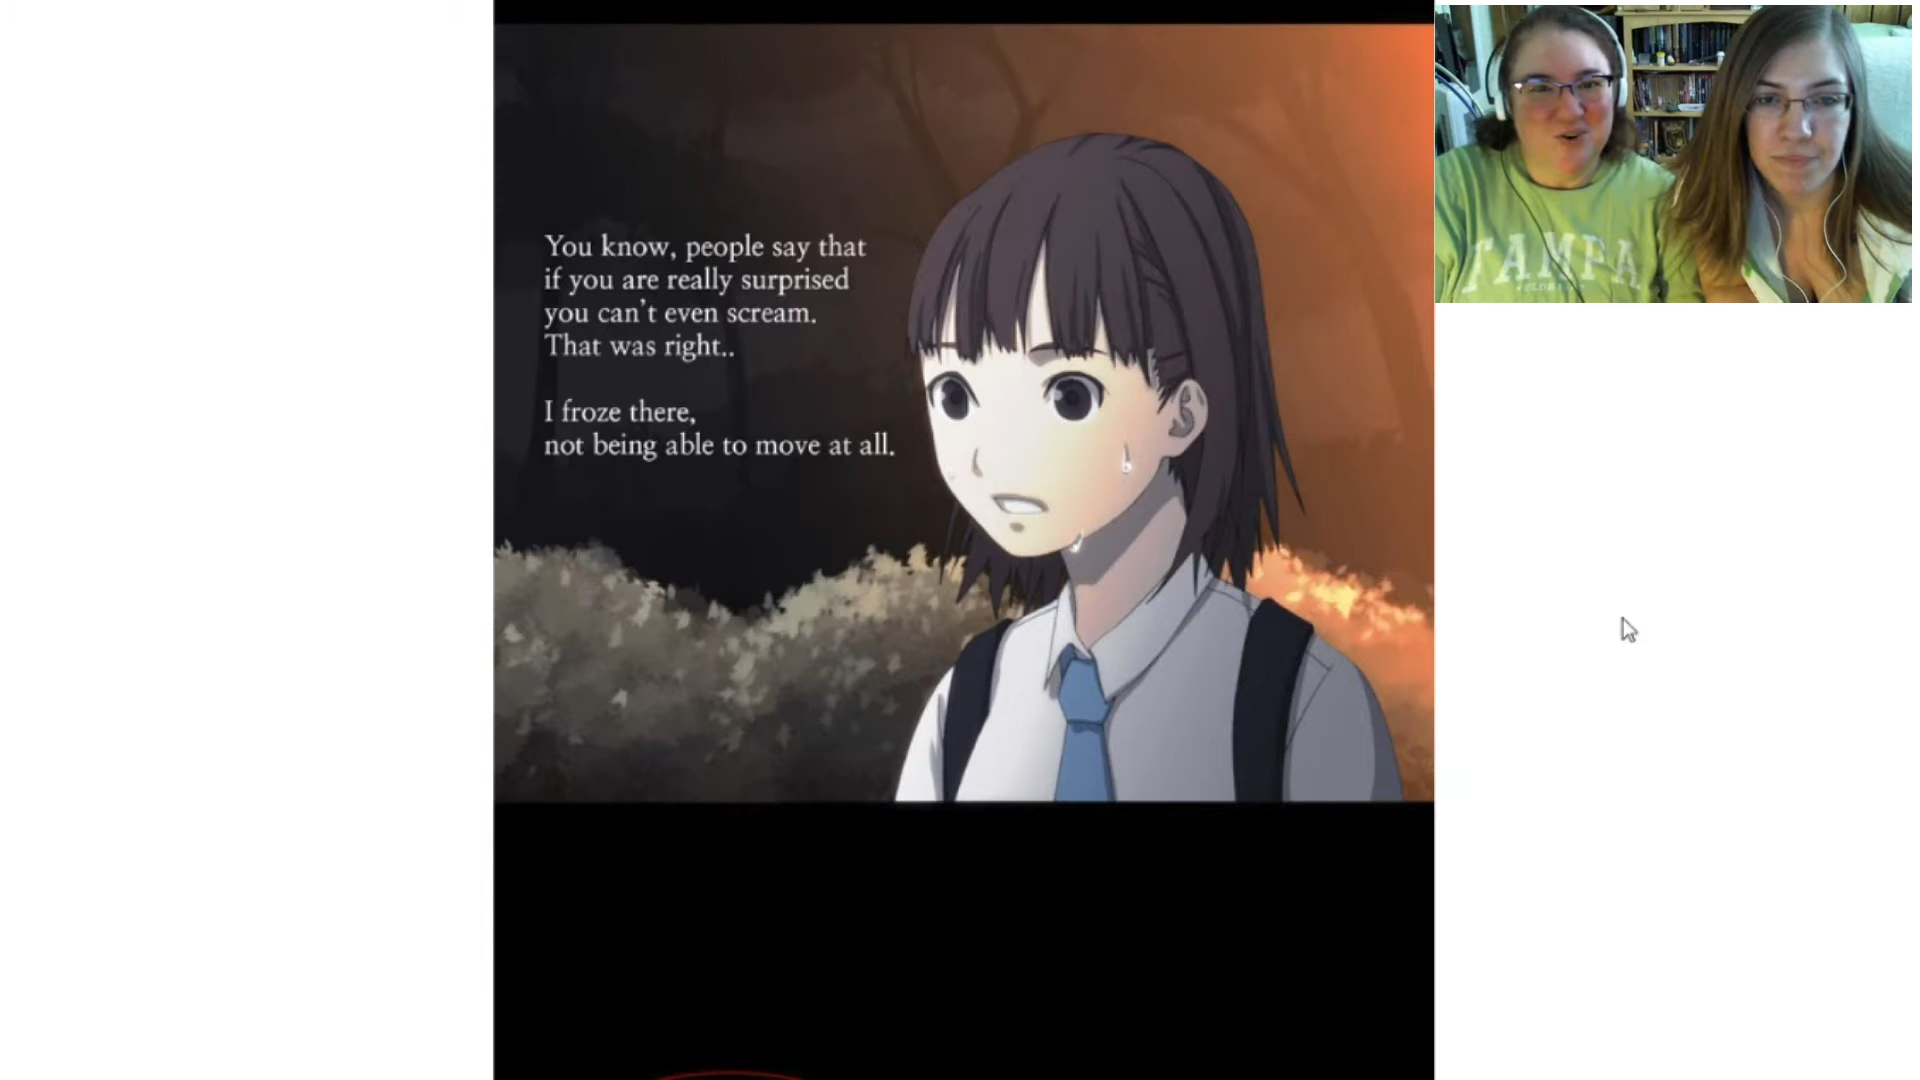 You know, people say that
if you are really surprised
you can't even scream.
That was right..
I froze there,
not being able to move at all.
TAMPA